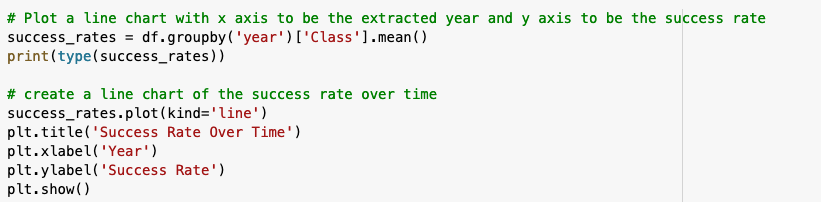 # Plot a line chart with x axis to be the extracted year and y axis to be the success rate
success_rates = df.groupby('year')['Class'].mean()
print(type(success_rates))
# create a line chart of the success rate over time
success_rates.plot(kind='line')
plt.title('Success Rate Over Time')
plt.xlabel('Year')
plt.ylabel('Success Rate')
plt.show()